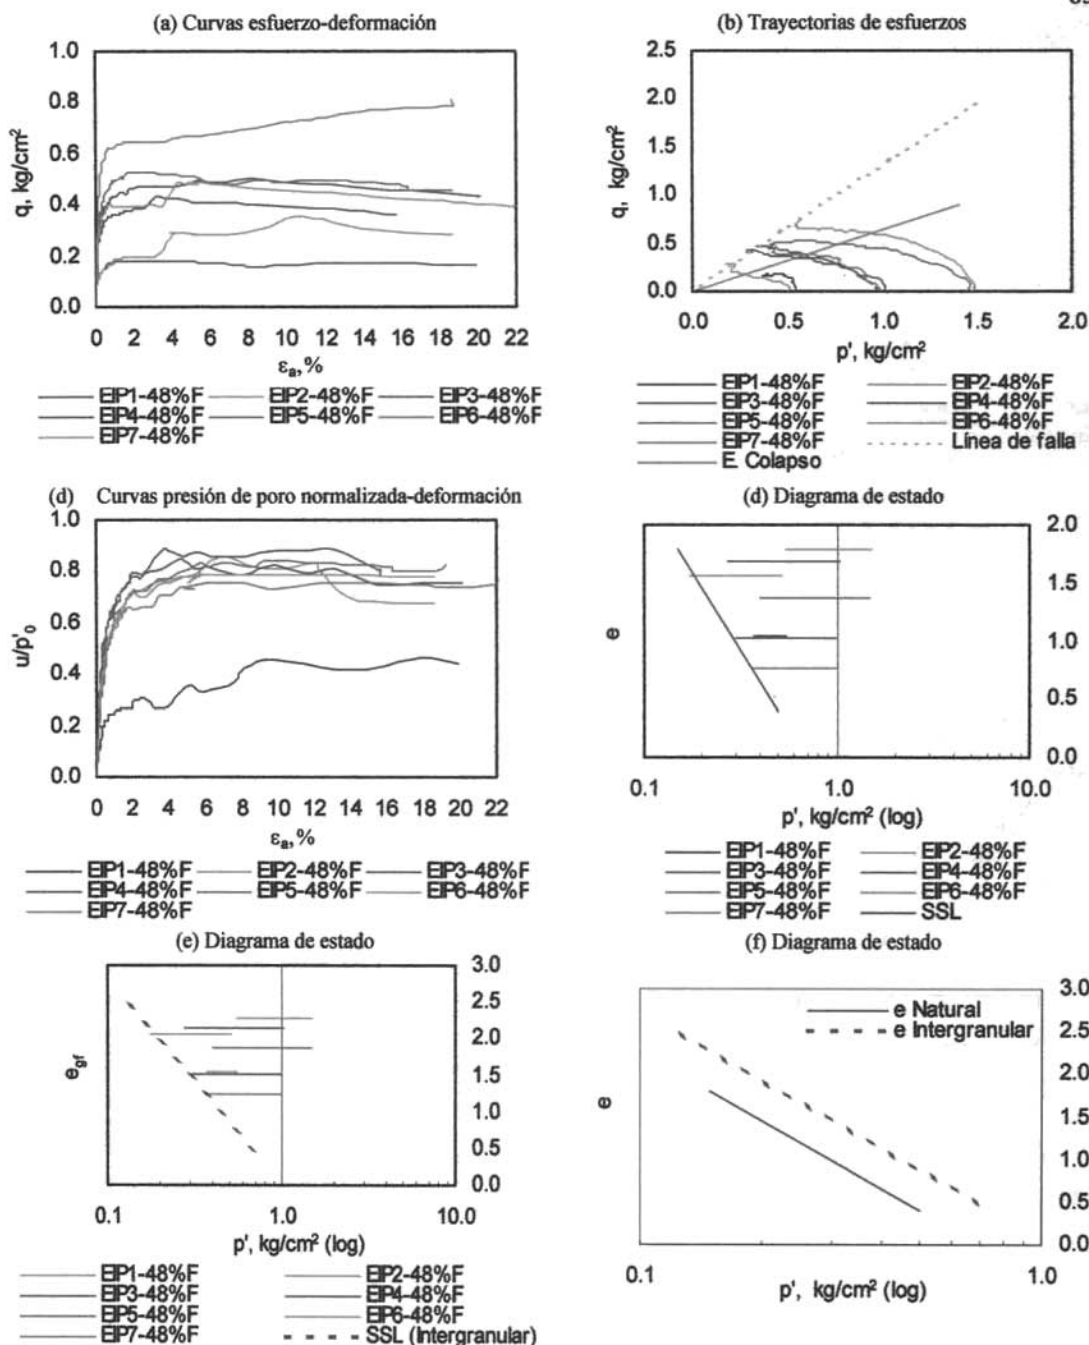 (a) Curvas esfuerzo-deformación
1.0
0.8
0.6
0.4
0.2
0.0
q, kg/cm²
0 2 4 6 8 10 12 14 16 18 20 22
εa,%
EIP1-48%F EIP2-48%F EIP3-48%F
EIP4-48%F EIP5-48%F EIP6-48%F
EIP7-48%F
(b) Trayectorias de esfuerzos
2.5
2.0
1.5
1.0
0.5
0.0
q, kg/cm²
0.0 0.5 1.0 1.5 2.0
p', kg/cm²
EIP1-48%F EIP2-48%F
EIP3-48%F EIP4-48%F
EIP5-48%F EIP6-48%F
EIP7-48%F Línea de falla
E. Colapso
(d) Curvas presión de poro normalizada-deformación
1.0
0.8
0.6
0.4
0.2
0.0
u/p'0
0 2 4 6 8 10 12 14 16 18 20 22
εa,%
EIP1-48%F EIP2-48%F EIP3-48%F
EIP4-48%F EIP5-48%F EIP6-48%F
EIP7-48%F
(d) Diagrama de estado
2.0
1.5
1.0
0.5
0.0
e
0.1 1.0 10.0
p', kg/cm² (log)
EIP1-48%F EIP2-48%F
EIP3-48%F EIP4-48%F
EIP5-48%F EIP6-48%F
EIP7-48%F SSL
(e) Diagrama de estado
3.0
2.5
2.0
1.5
1.0
0.5
0.0
egf
0.1 1.0 10.0
p', kg/cm² (log)
EIP1-48%F EIP2-48%F
EIP3-48%F EIP4-48%F
EIP5-48%F EIP6-48%F
EIP7-48%F SSL (Intergranular)
(f) Diagrama de estado
e Natural
e Intergranular
3.0
2.5
2.0
1.5
1.0
0.5
0.0
e
0.1 1.0
p', kg/cm² (log)